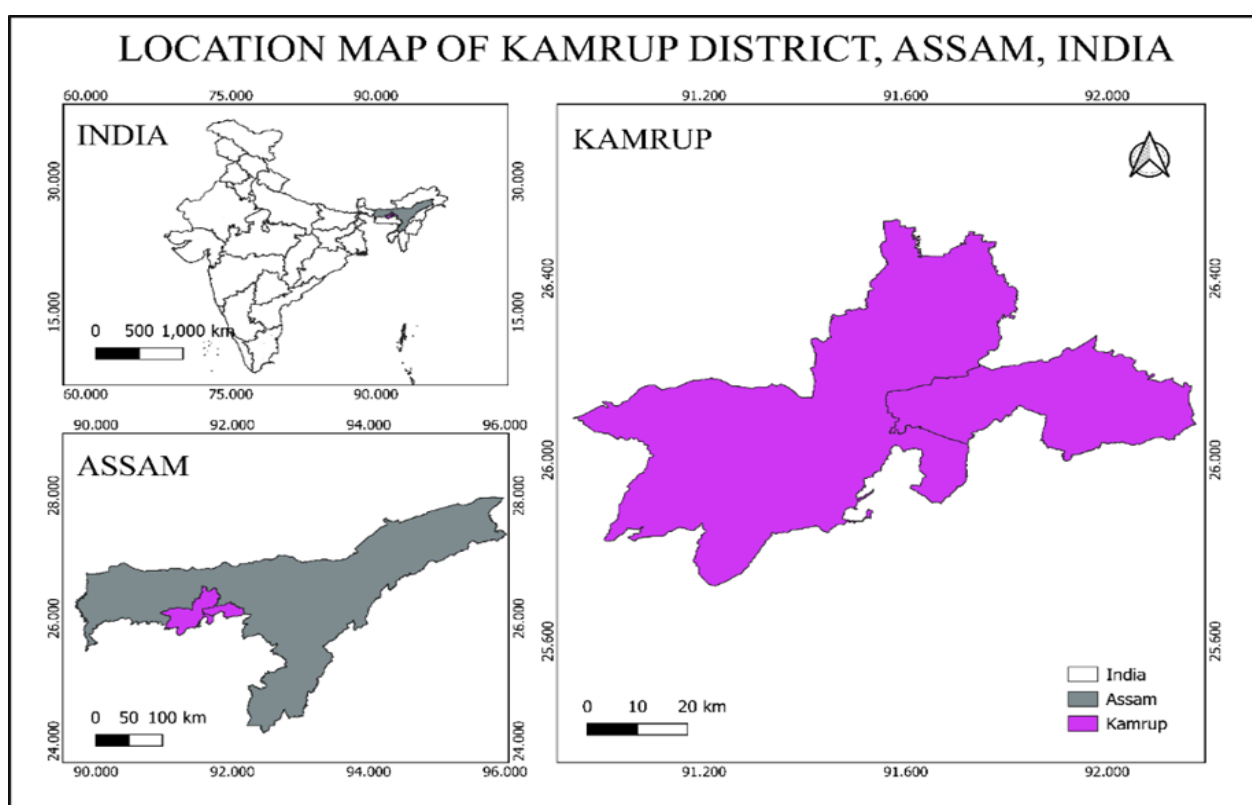 LOCATION MAP OF KAMRUP DISTRICT, ASSAM, INDIA
60.000 75.000 90.000
INDIA
30.000 30.000
15.000 15.000
0 500 1,000 km
60.000 75.000 90.000
90.000 92.000 94.000 96.000
ASSAM
28.000 28.000
26.000 26.000
24.000 24.000
0 50 100 km
90.000 92.000 94.000 96.000
91.200 91.600 92.000
KAMRUP
26.400 26.400
26.000 26.000
25.600 25.600
India
Assam
Kamrup
0 10 20 km
91.200 91.600 92.000